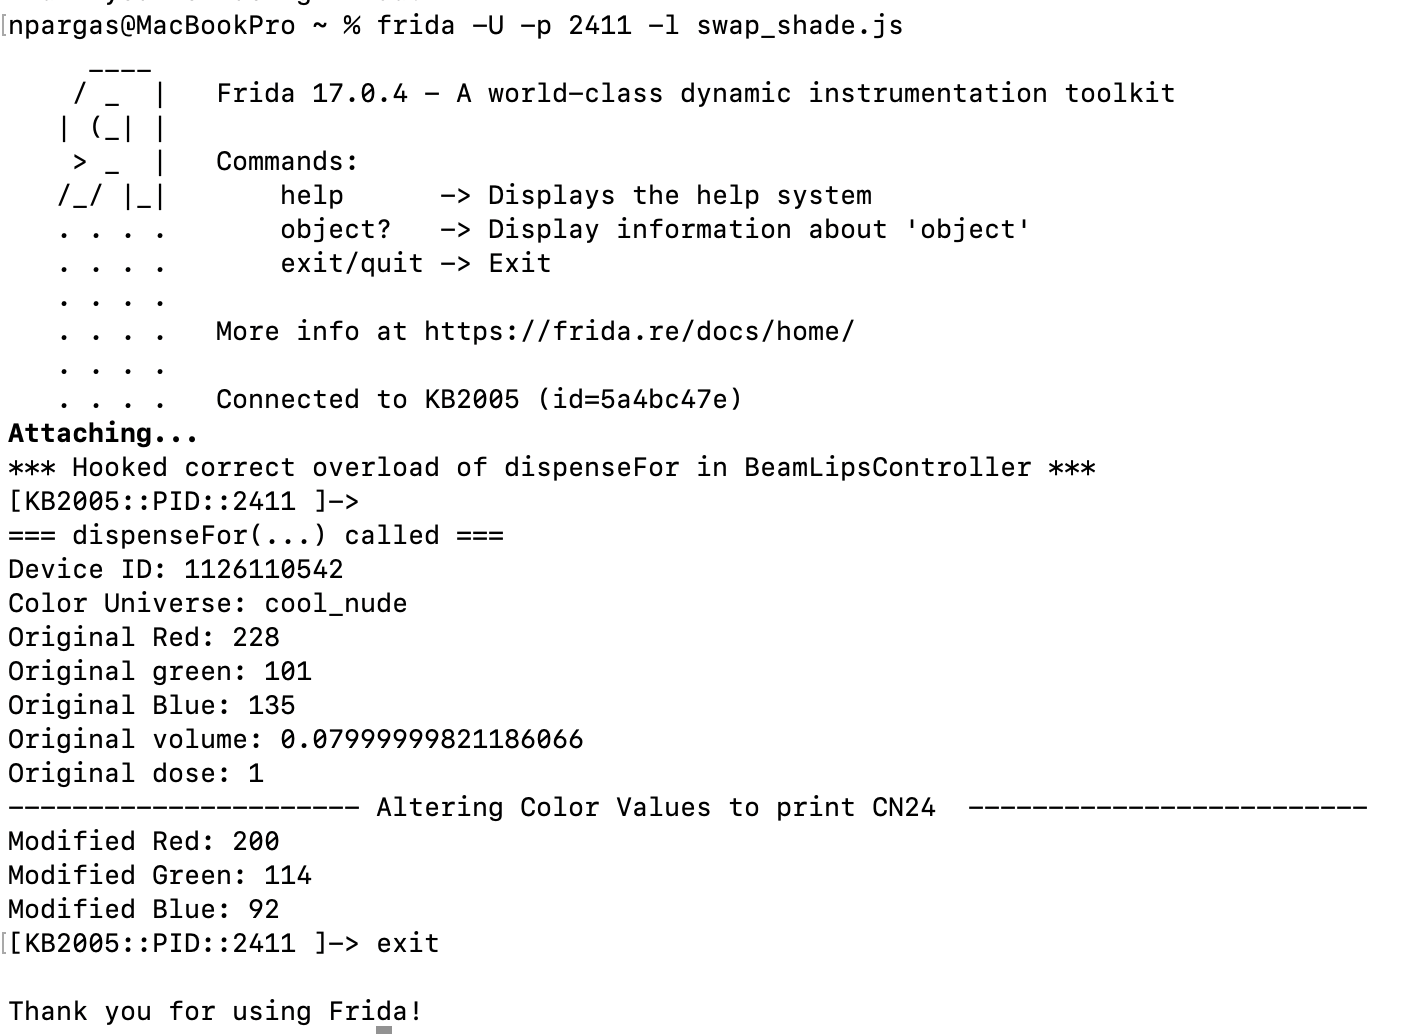 npargas@MacBookPro ~ % frida -U -p 2411 -l swap_shade.js
     ____
    / _  |   Frida 17.0.4 - A world-class dynamic instrumentation toolkit
   | (_| |
    > _  |   Commands:
   /_/ |_|       help      -> Displays the help system
   . . . .       object?   -> Display information about 'object'
   . . . .       exit/quit -> Exit
   . . . .
   . . . .   More info at https://frida.re/docs/home/
   . . . .
   . . . .   Connected to KB2005 (id=5a4bc47e)
Attaching...
*** Hooked correct overload of dispenseFor in BeamLipsController ***
[KB2005::PID::2411 ]->
=== dispenseFor(...) called ===
Device ID: 1126110542
Color Universe: cool_nude
Original Red: 228
Original green: 101
Original Blue: 135
Original volume: 0.07999999821186066
Original dose: 1
---------------------- Altering Color Values to print CN24  -------------------------
Modified Red: 200
Modified Green: 114
Modified Blue: 92
[KB2005::PID::2411 ]-> exit

Thank you for using Frida!